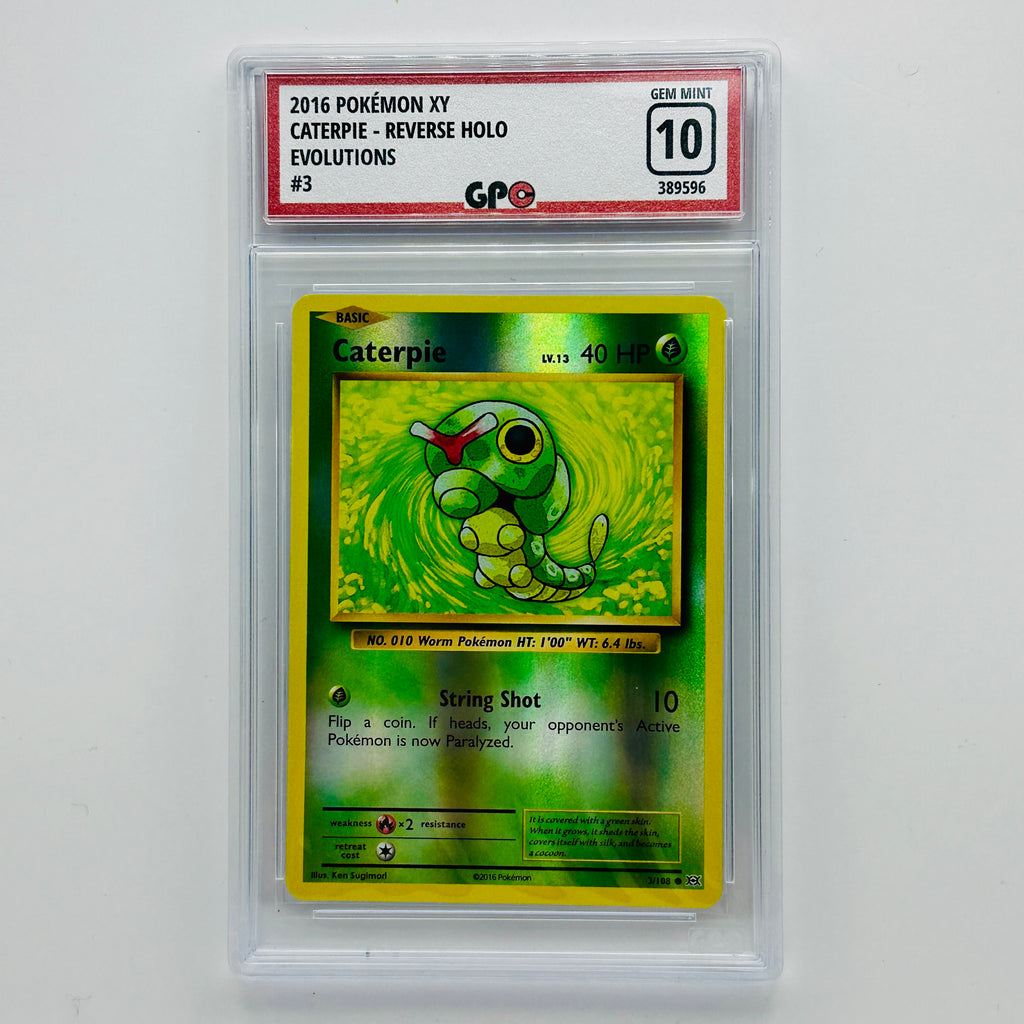 2016 POKÉMON XY
CATERPIE - REVERSE HOLO
EVOLUTIONS
#3
GPC
GEM MINT
10
389596
BASIC
Caterpie LV.13 40 HP
NO. 010 Worm Pokémon HT: 1'00" WT: 6.4 lbs.
String Shot 10
Flip a coin. If heads, your opponent's Active
Pokémon is now Paralyzed.
weakness ×2 resistance
retreat
cost
It is covered with a green skin.
When it grows, it sheds the skin,
covers itself with silk, and becomes
a cocoon.
Illus. Ken Sugimori
©2016 Pokémon
3/108